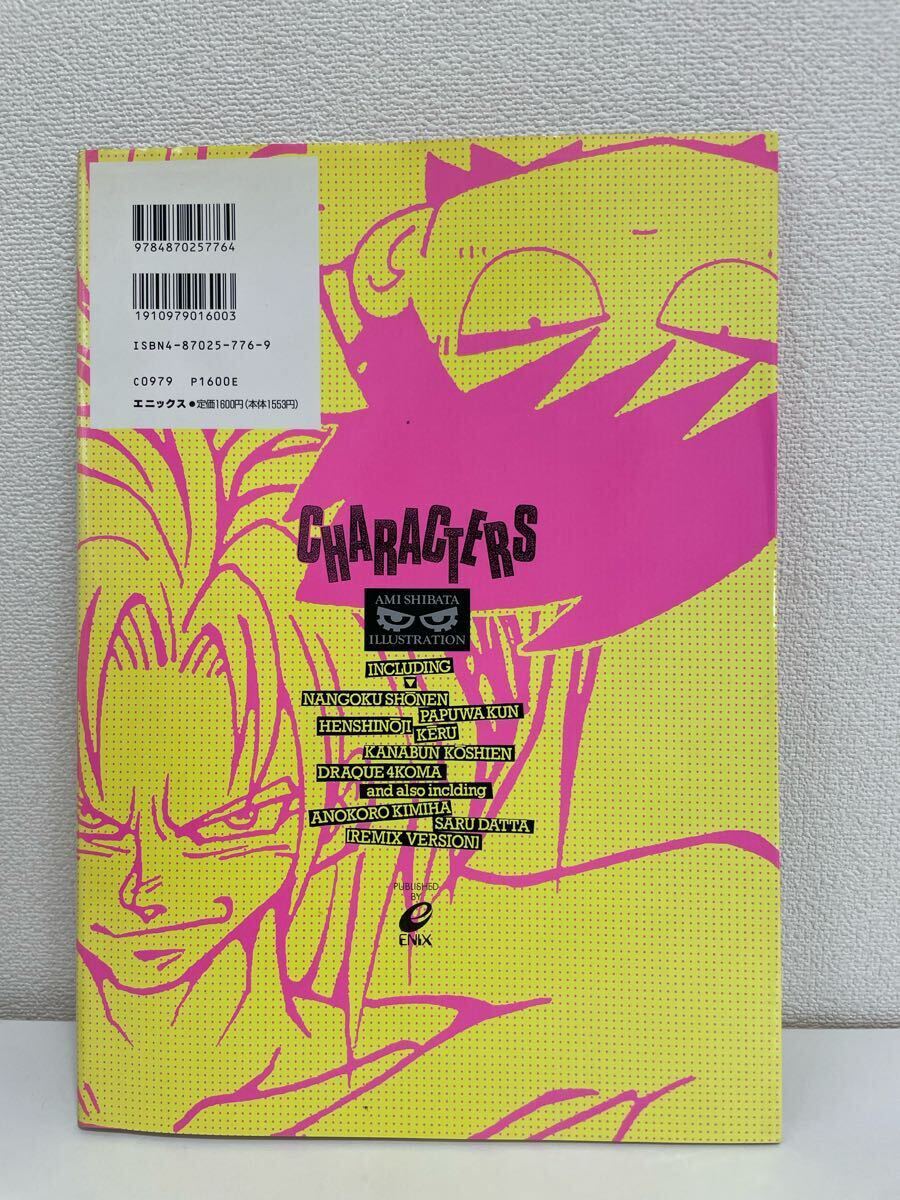 9784870257764
1910979016003
ISBN4-87025-776-9
C0979 P1600E
エニックス●定価1600円(本体1553円)
CHARACTERS
AMI SHIBATA
ILLUSTRATION
INCLUDING
▼
NANGOKU SHŌNEN
PAPUWA KUN
HENSHINŌJI
KĒRU
KANABUN KŌSHIEN
DRAQUE 4KOMA
and also inclding
ANOKORO KIMIHA
SARU DATTA
[REMIX VERSION]
PUBLISHED
BY
e
ENIX